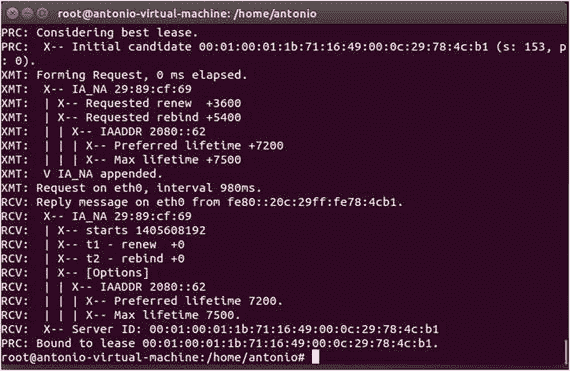 root@antonio-virtual-machine: /home/antonio
PRC: Considering best lease.
PRC:  X-- Initial candidate 00:01:00:01:1b:71:16:49:00:0c:29:78:4c:b1 (s: 153, p
: 0).
XMT: Forming Request, 0 ms elapsed.
XMT:  X-- IA_NA 29:89:cf:69
XMT:  | X-- Requested renew  +3600
XMT:  | X-- Requested rebind +5400
XMT:  | | X-- IAADDR 2080::62
XMT:  | | | X-- Preferred lifetime +7200
XMT:  | | | X-- Max lifetime +7500
XMT:  V IA_NA appended.
XMT: Request on eth0, interval 980ms.
RCV: Reply message on eth0 from fe80::20c:29ff:fe78:4cb1.
RCV:  X-- IA_NA 29:89:cf:69
RCV:  | X-- starts 1405608192
RCV:  | X-- t1 - renew  +0
RCV:  | X-- t2 - rebind +0
RCV:  | X-- [Options]
RCV:  | | X-- IAADDR 2080::62
RCV:  | | | X-- Preferred lifetime 7200.
RCV:  | | | X-- Max lifetime 7500.
RCV:  X-- Server ID: 00:01:00:01:1b:71:16:49:00:0c:29:78:4c:b1
PRC: Bound to lease 00:01:00:01:1b:71:16:49:00:0c:29:78:4c:b1.
root@antonio-virtual-machine:/home/antonio#